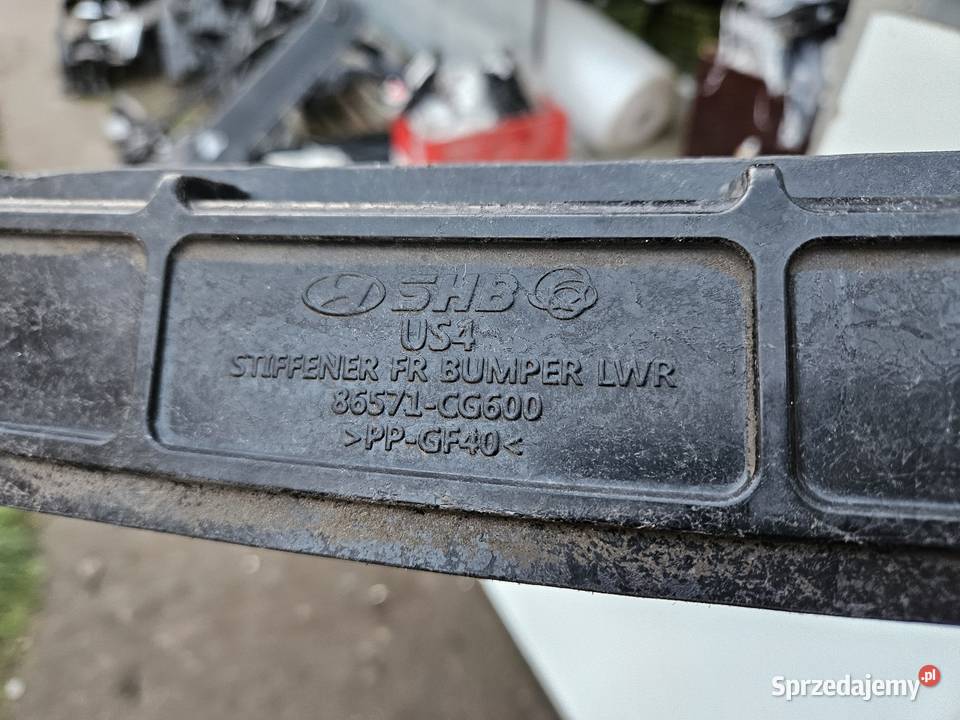 SHB
US4
STIFFENER FR BUMPER LWR
86571-CG600
>PP-GF40<
Sprzedajemy.pl